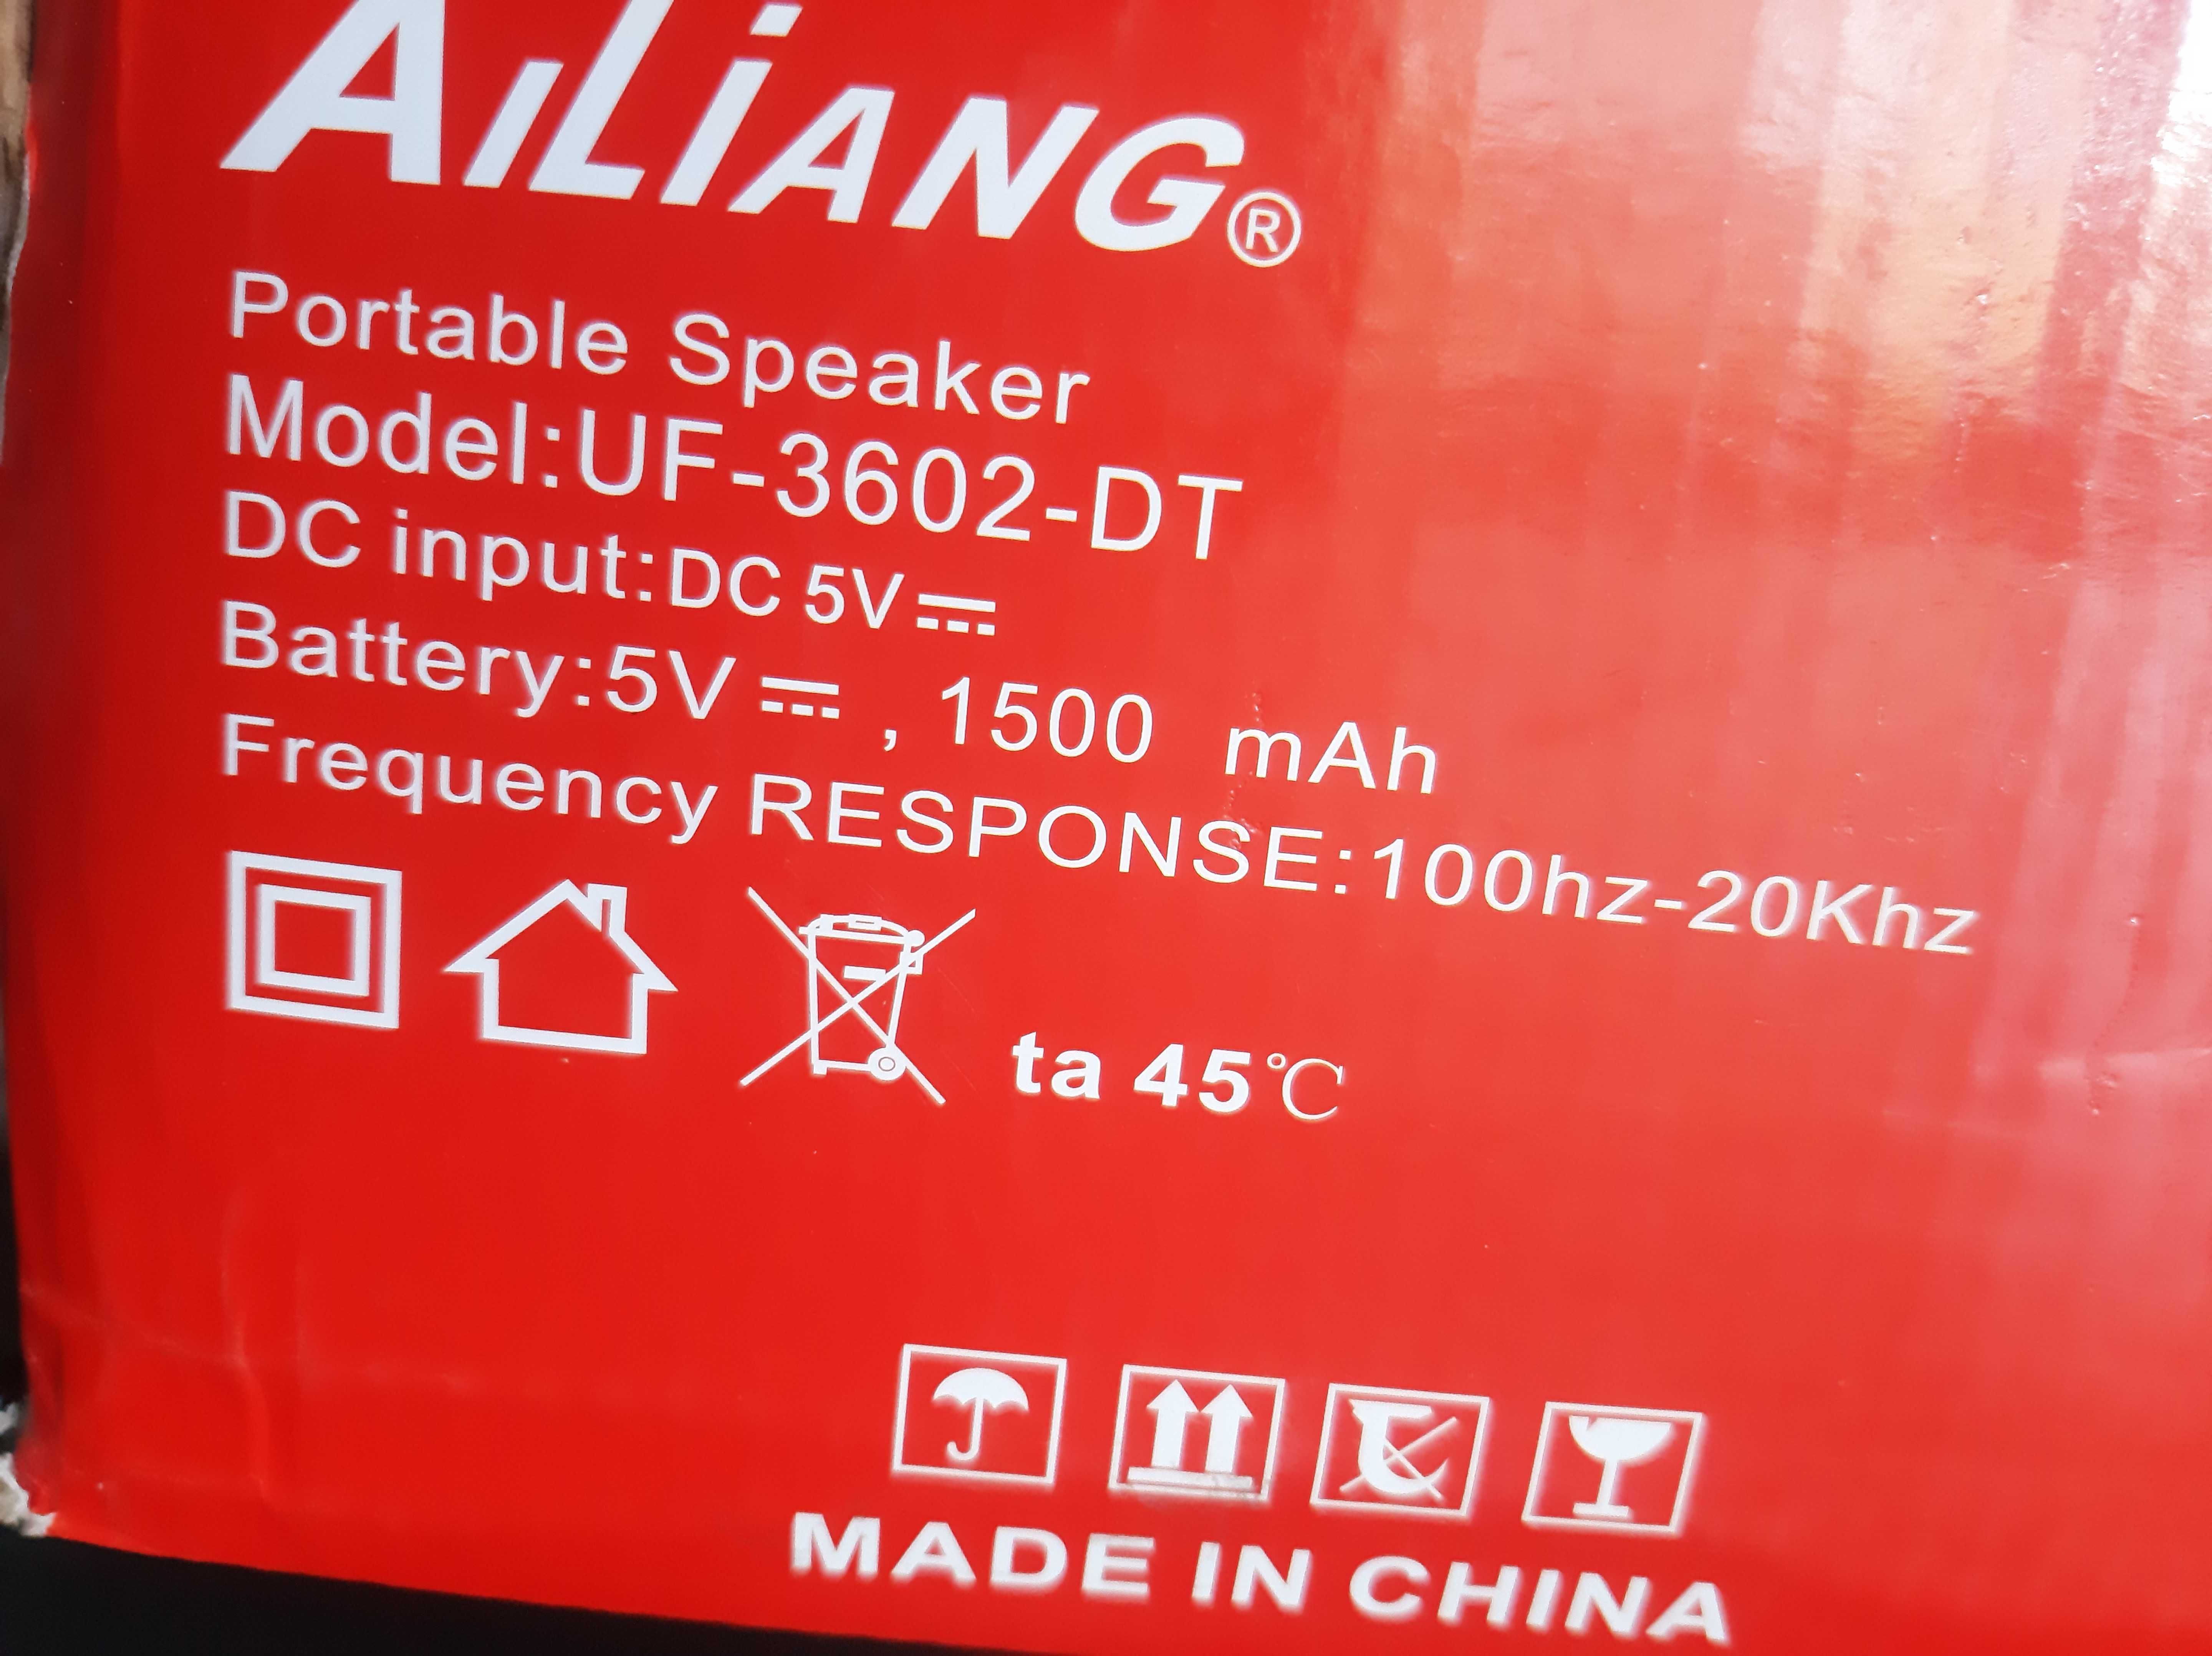 AiLiANG®
Portable Speaker
Model:UF-3602-DT
DC input:DC 5V⎓
Battery:5V⎓ , 1500 mAh
Frequency RESPONSE:100hz-20Khz
ta 45℃
MADE IN CHINA